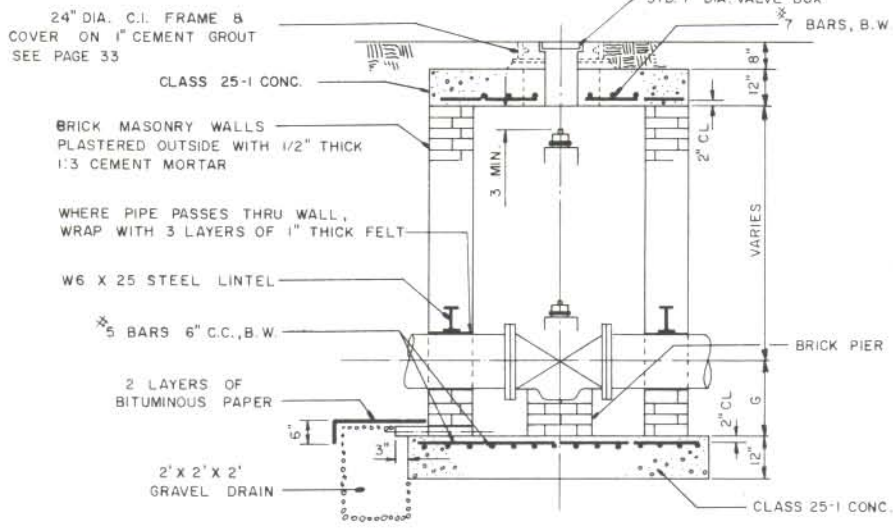 24" DIA. C.I. FRAME &
COVER ON 1" CEMENT GROUT
SEE PAGE 33
DIA. VALVE BOX
#7 BARS, B.W.
CLASS 25-1 CONC.
8"
12"
2" CL
BRICK MASONRY WALLS
PLASTERED OUTSIDE WITH 1/2" THICK
1:3 CEMENT MORTAR
3 MIN.
WHERE PIPE PASSES THRU WALL,
WRAP WITH 3 LAYERS OF 1" THICK FELT
VARIES
W6 X 25 STEEL LINTEL
#5 BARS 6" C.C., B.W.
BRICK PIER
2 LAYERS OF
BITUMINOUS PAPER
G
2" CL
6"
3"
12"
2' X 2' X 2'
GRAVEL DRAIN
CLASS 25-1 CONC.